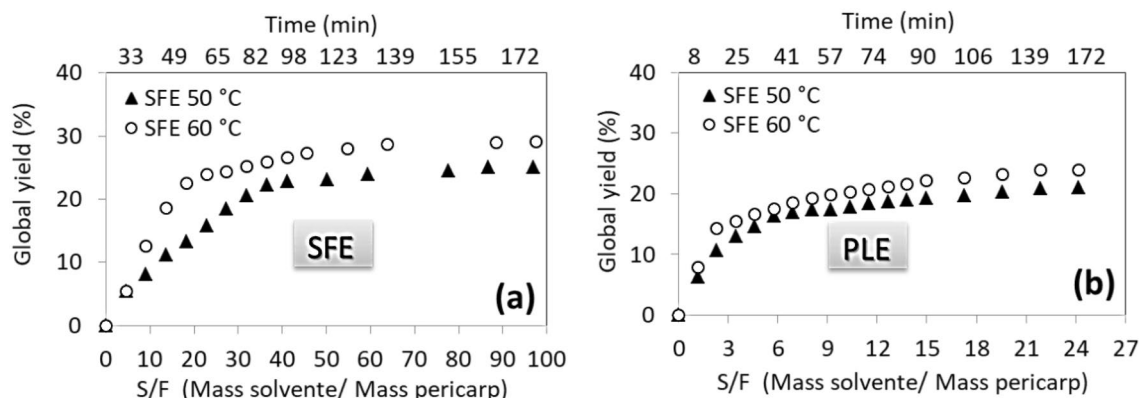 Time (min)
33 49 65 82 98 123 139 155 172
40
30
20
10
0
Global yield (%)
▲ SFE 50 °C
○ SFE 60 °C
SFE
(a)
0 10 20 30 40 50 60 70 80 90 100
S/F (Mass solvente/ Mass pericarp)
Time (min)
8 25 41 57 74 90 106 139 172
40
30
20
10
0
Global yield (%)
▲ SFE 50 °C
○ SFE 60 °C
PLE
(b)
0 3 6 9 12 15 18 21 24 27
S/F (Mass solvente/ Mass pericarp)